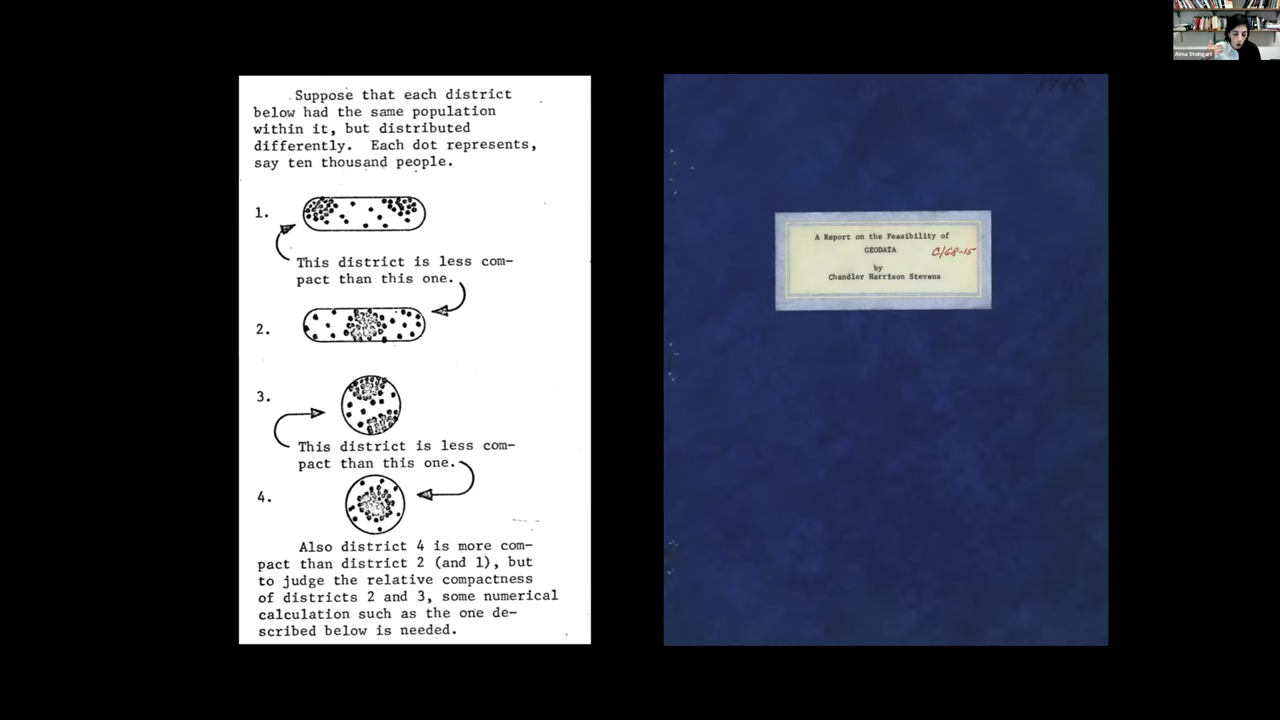 Suppose that each district
below had the same population
within it, but distributed
differently. Each dot represents,
say ten thousand people.
1.
This district is less com-
pact than this one.
2.
3.
This district is less com-
pact than this one.
4.
Also district 4 is more com-
pact than district 2 (and 1), but
to judge the relative compactness
of districts 2 and 3, some numerical
calculation such as the one de-
scribed below is needed.
A Report on the Feasibility of
GEODATA
C/68-15
by
Chandler Harrison Stevens
Alma Steingart